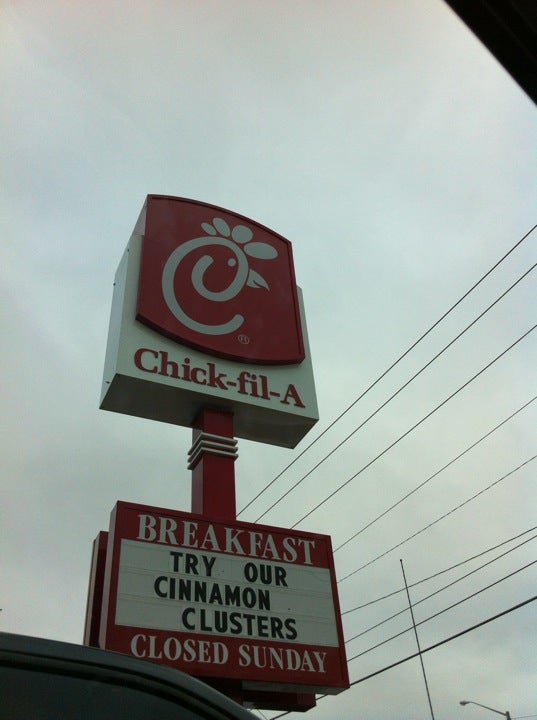 ®
Chick-fil-A
BREAKFAST
TRY OUR
CINNAMON
CLUSTERS
CLOSED SUNDAY